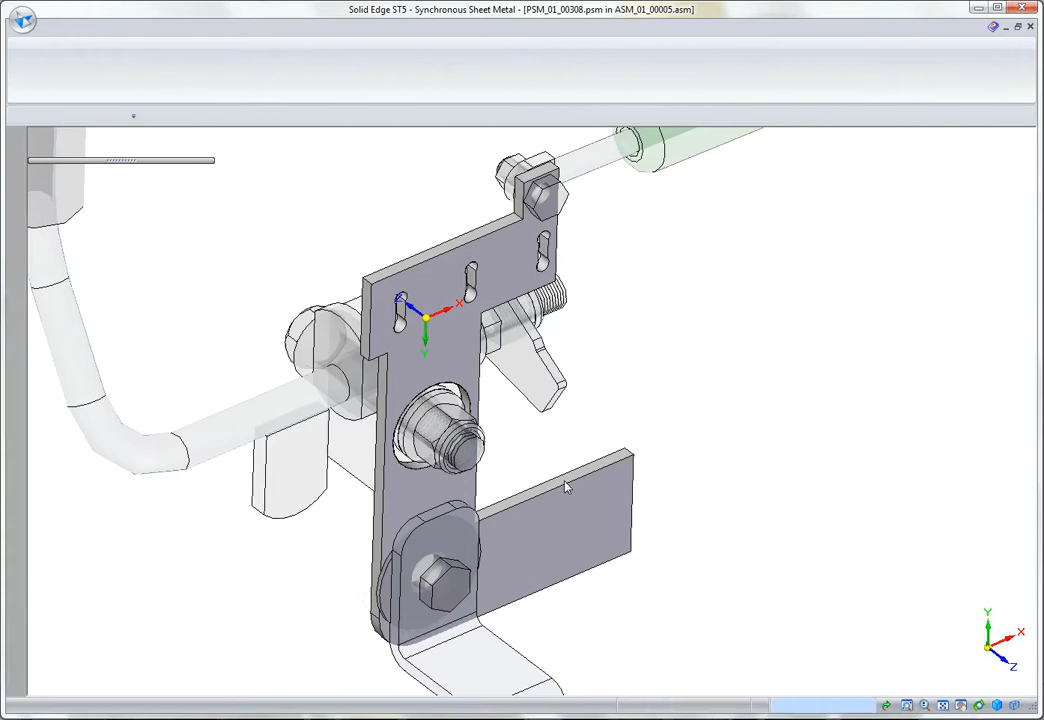 Solid Edge ST5 - Synchronous Sheet Metal - [PSM_01_00308.psm in ASM_01_00005.asm]
Z
X
Y
Y
X
Z